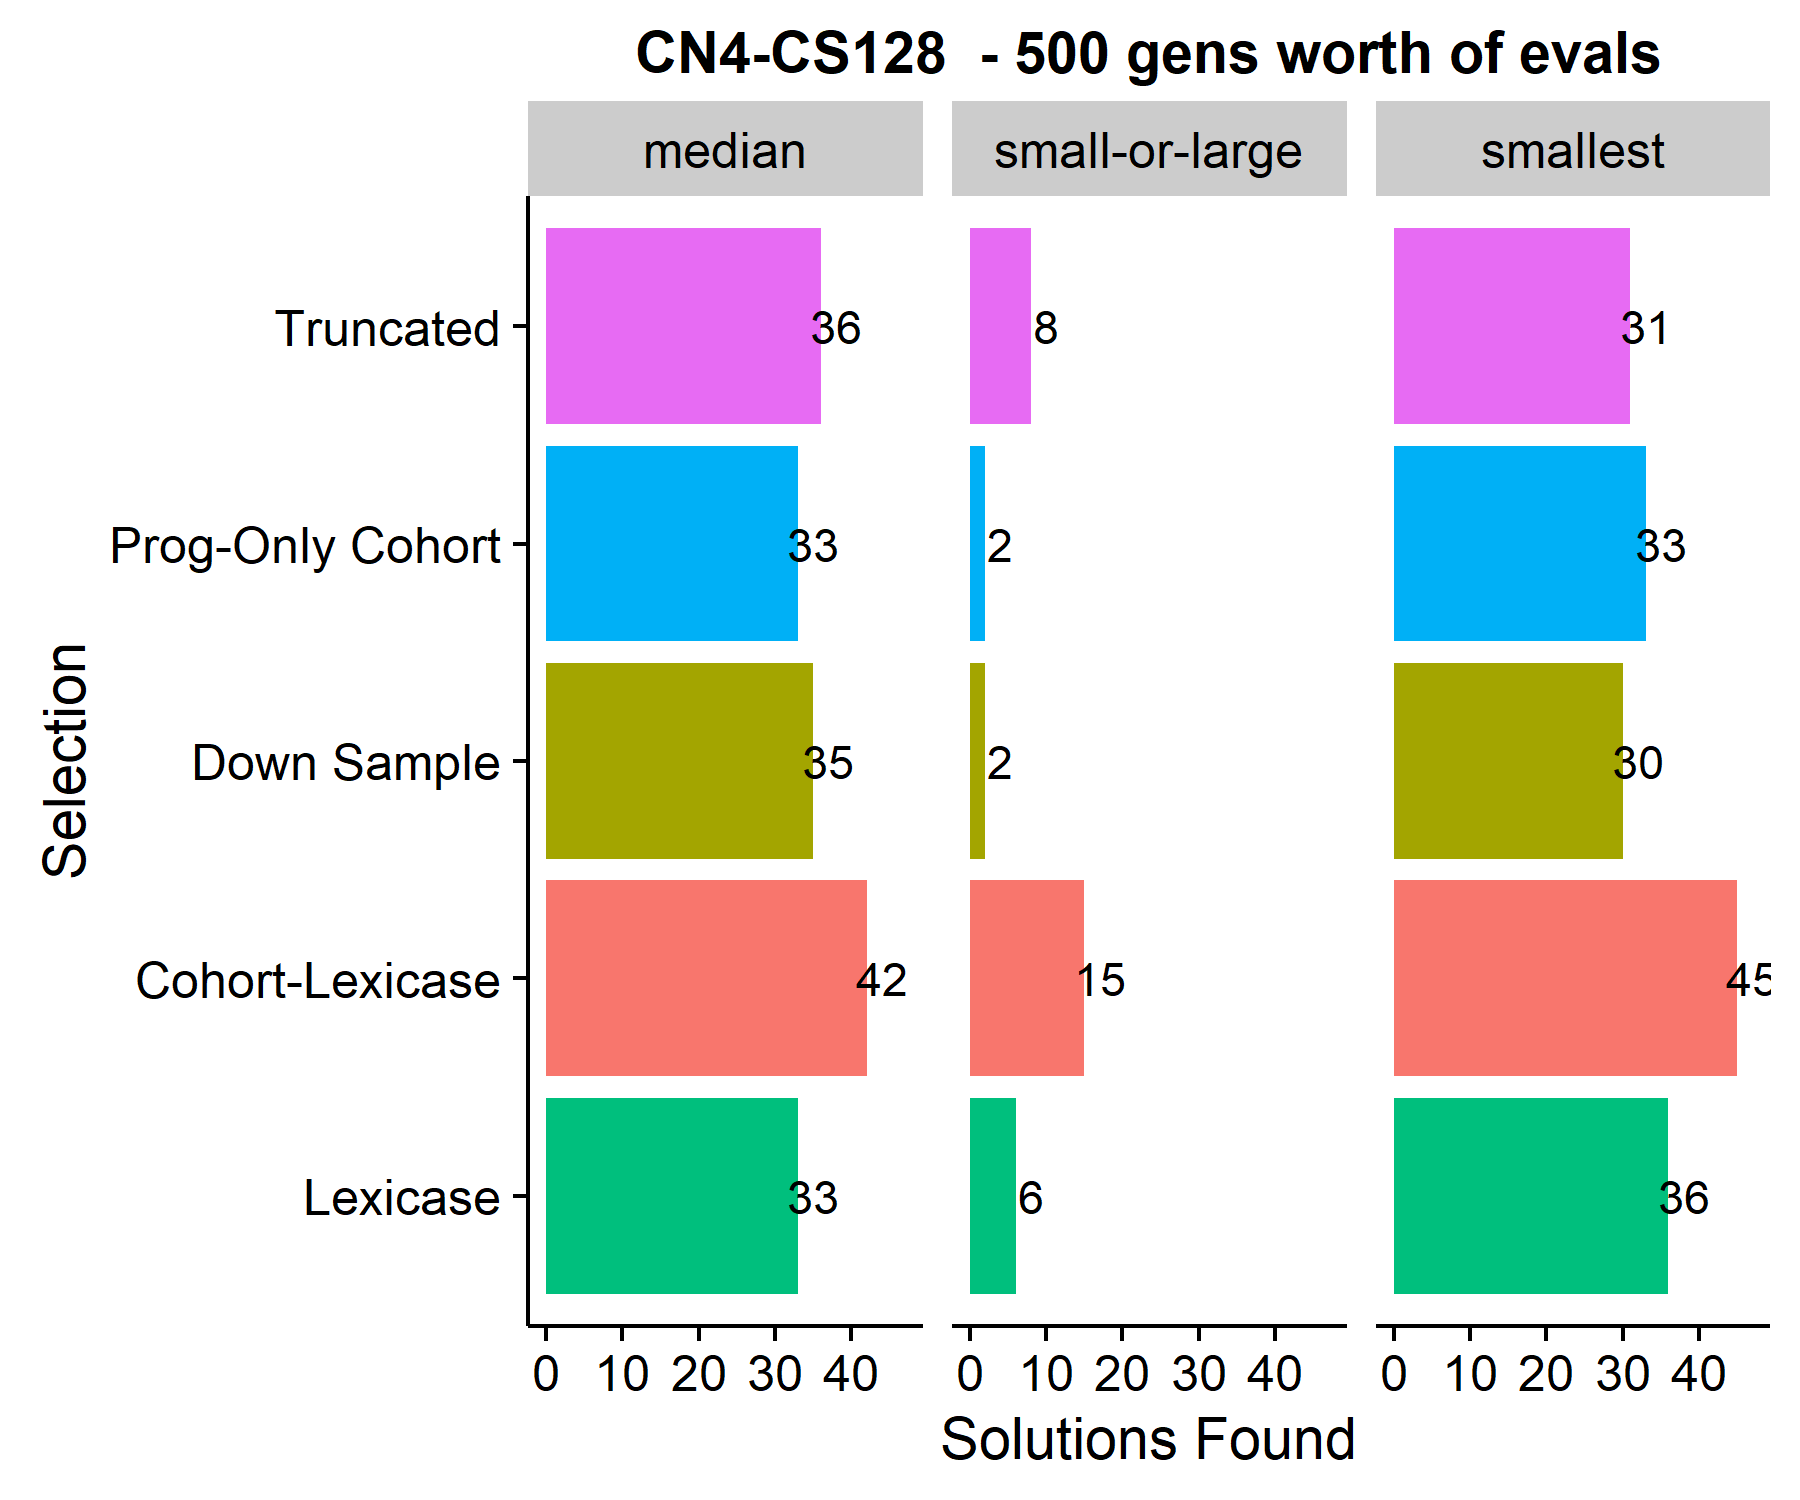 CN4-CS128  - 500 gens worth of evals
median small-or-large smallest
Truncated 36 8 31
Prog-Only Cohort 33 2 33
Down Sample 35 2 30
Cohort-Lexicase 42 15 45
Lexicase 33 6 36
Selection
0 10 20 30 40 0 10 20 30 40 0 10 20 30 40
Solutions Found